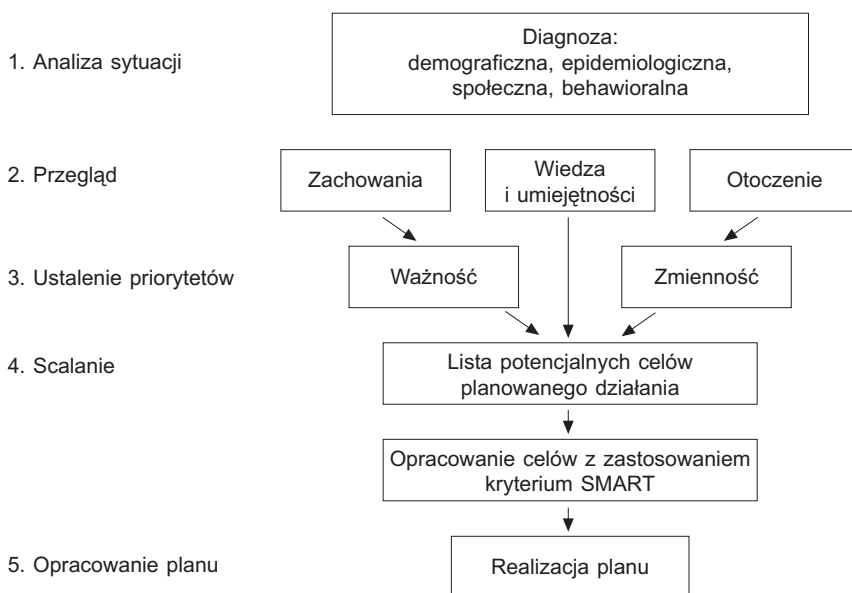 Diagnoza:
1. Analiza sytuacji
demograficzna, epidemiologiczna,
społeczna, behawioralna
2. Przegląd
Zachowania
Wiedza
i umiejętności
Otoczenie
3. Ustalenie priorytetów
Ważność
Zmienność
4. Scalanie
Lista potencjalnych celów
planowanego działania
Opracowanie celów z zastosowaniem
kryterium SMART
5. Opracowanie planu
Realizacja planu